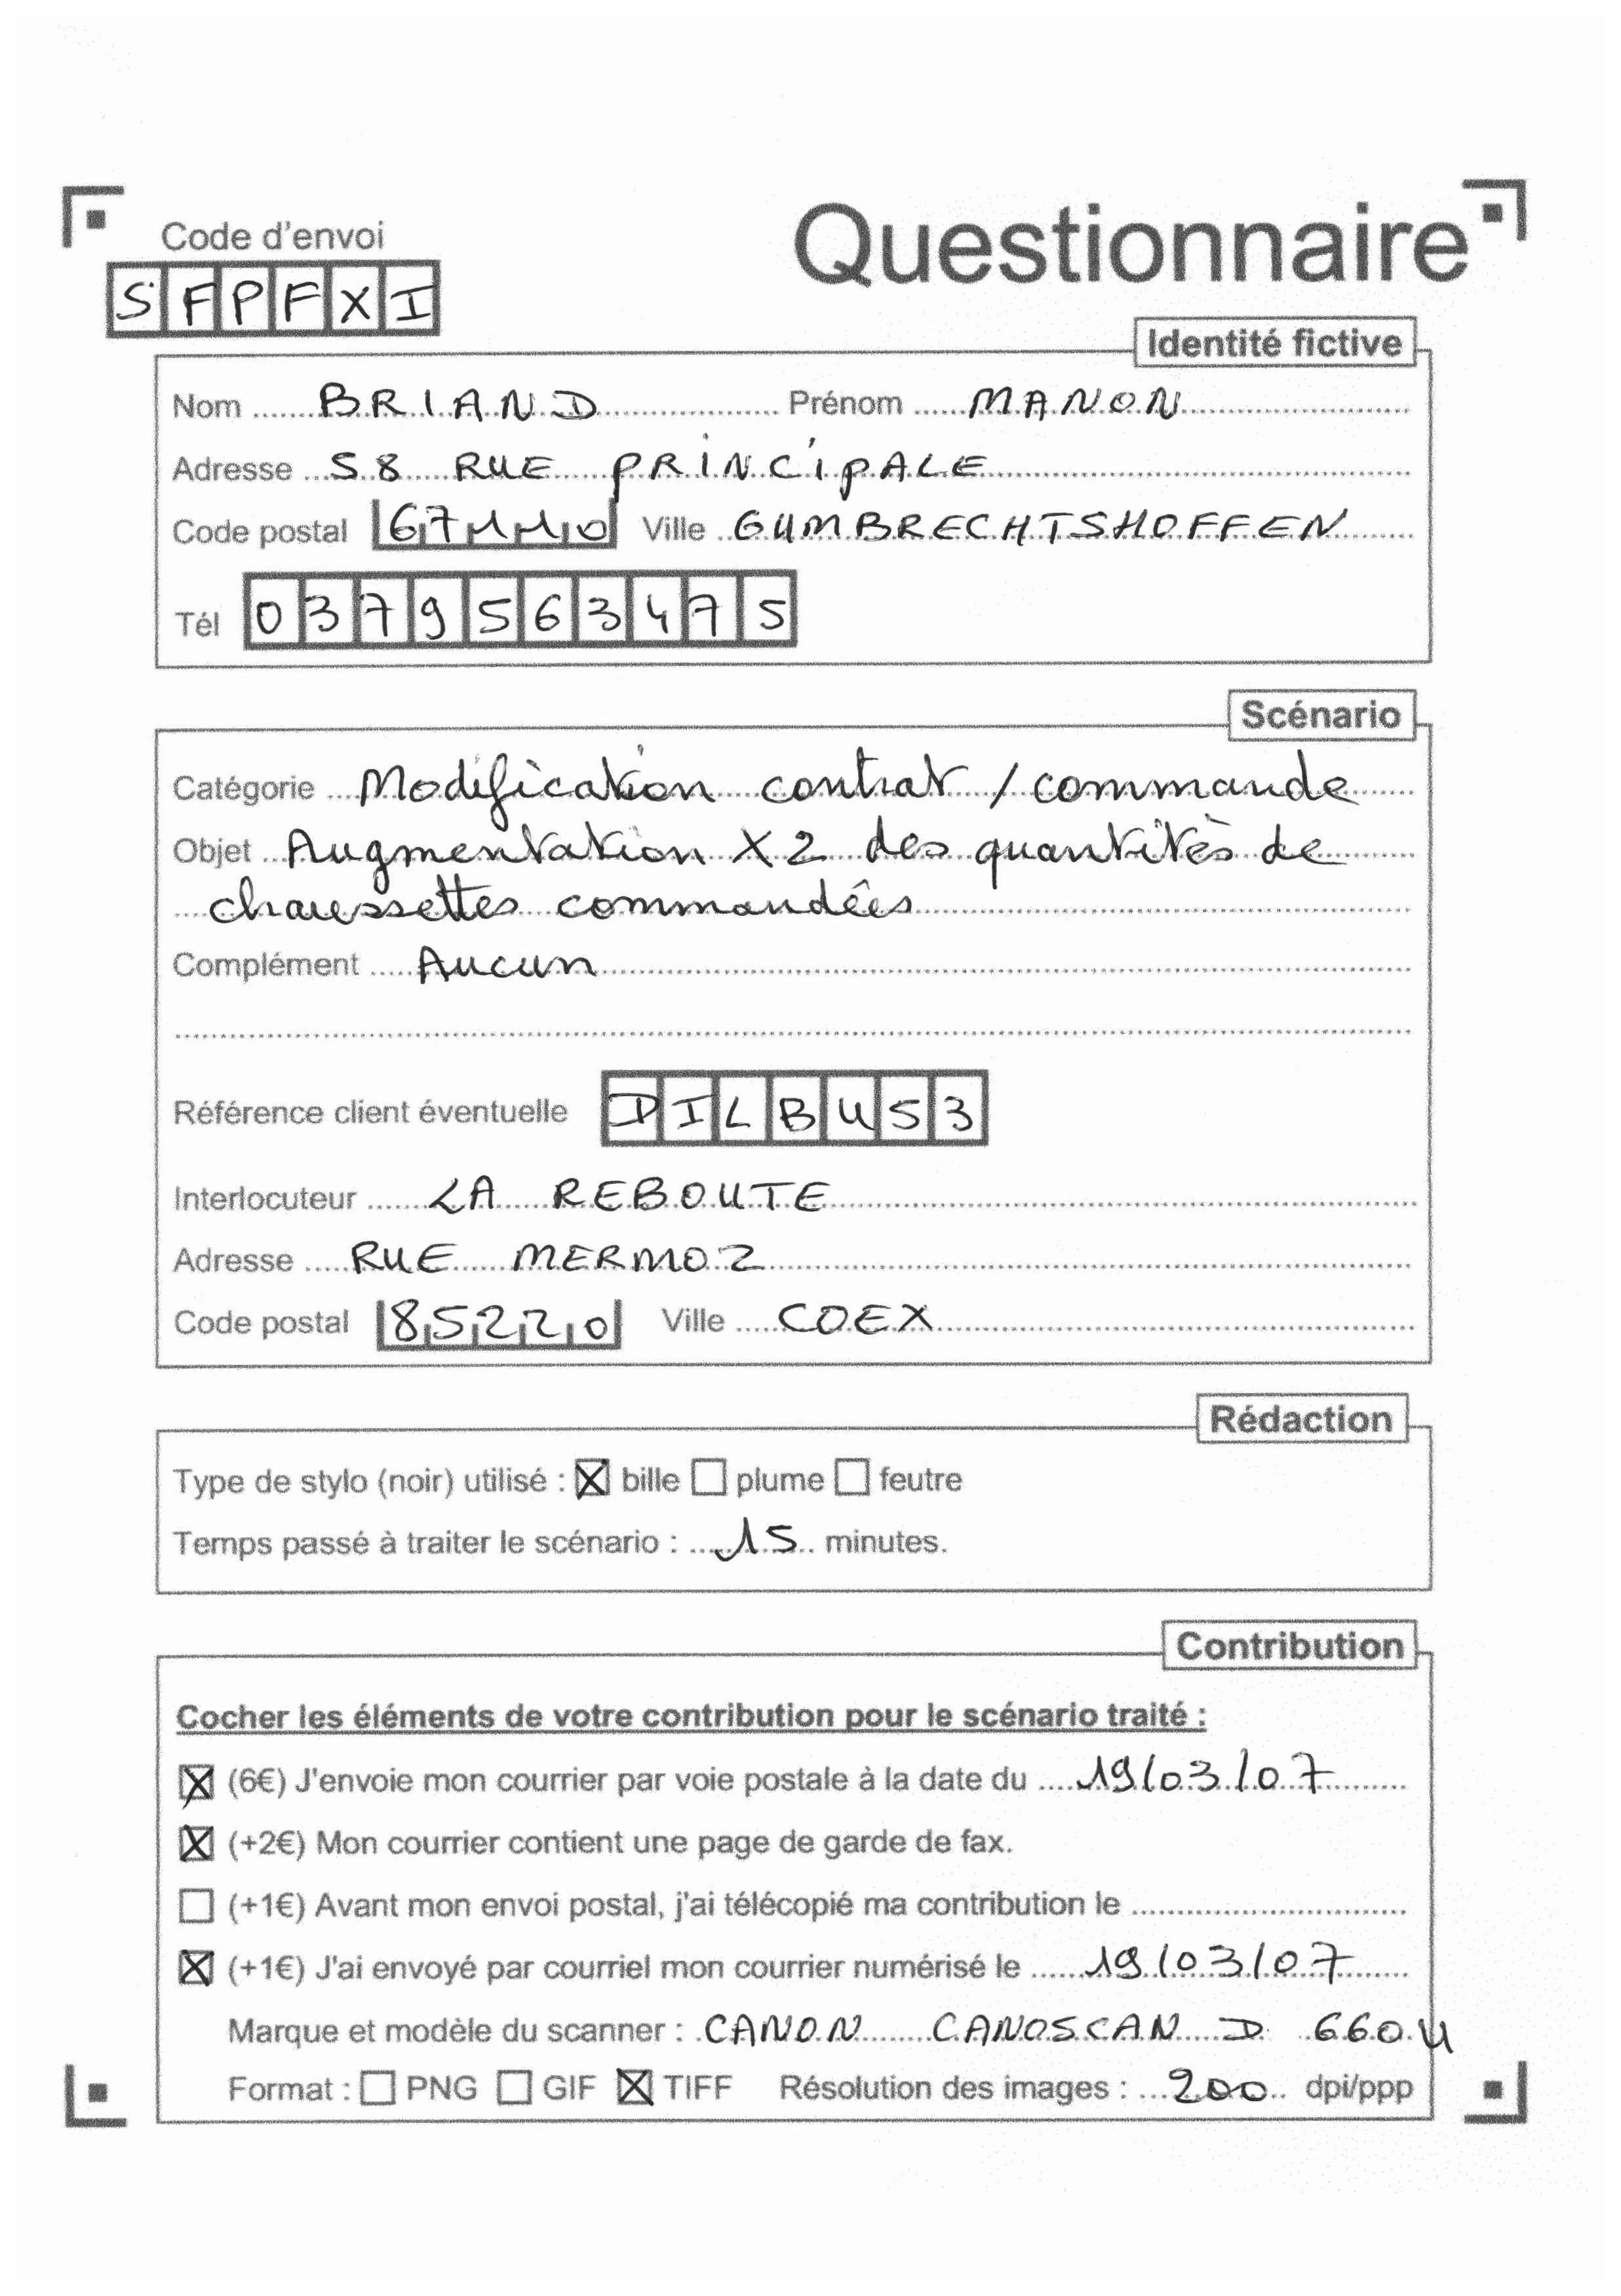 Code d'envoi
Questionnaire
SFPFXI
Identité fictive
Nom BRIAND Prénom MANON
Adresse 58 RUE PRINCIPALE
Code postal 67110 Ville GUMBRECHTSHOFFEN
Tél 0379563475
Scénario
Catégorie Modification contrat / commande
Objet Augmentation X2 des quantités de
chaussettes commandées
Complément Aucun
Référence client éventuelle DILBU53
Interlocuteur LA REBOUTE
Adresse RUE MERMOZ
Code postal 85220 Ville COEX
Rédaction
Type de stylo (noir) utilisé : ☒ bille ☐ plume ☐ feutre
Temps passé à traiter le scénario : 15 minutes.
Contribution
Cocher les éléments de votre contribution pour le scénario traité :
☒ (6€) J'envoie mon courrier par voie postale à la date du 19/03/07
☒ (+2€) Mon courrier contient une page de garde de fax.
☐ (+1€) Avant mon envoi postal, j'ai télécopié ma contribution le
☒ (+1€) J'ai envoyé par courriel mon courrier numérisé le 19/03/07
Marque et modèle du scanner : CANON CANOSCAN D 660U
Format : ☐ PNG ☐ GIF ☒ TIFF Résolution des images : 200 dpi/ppp